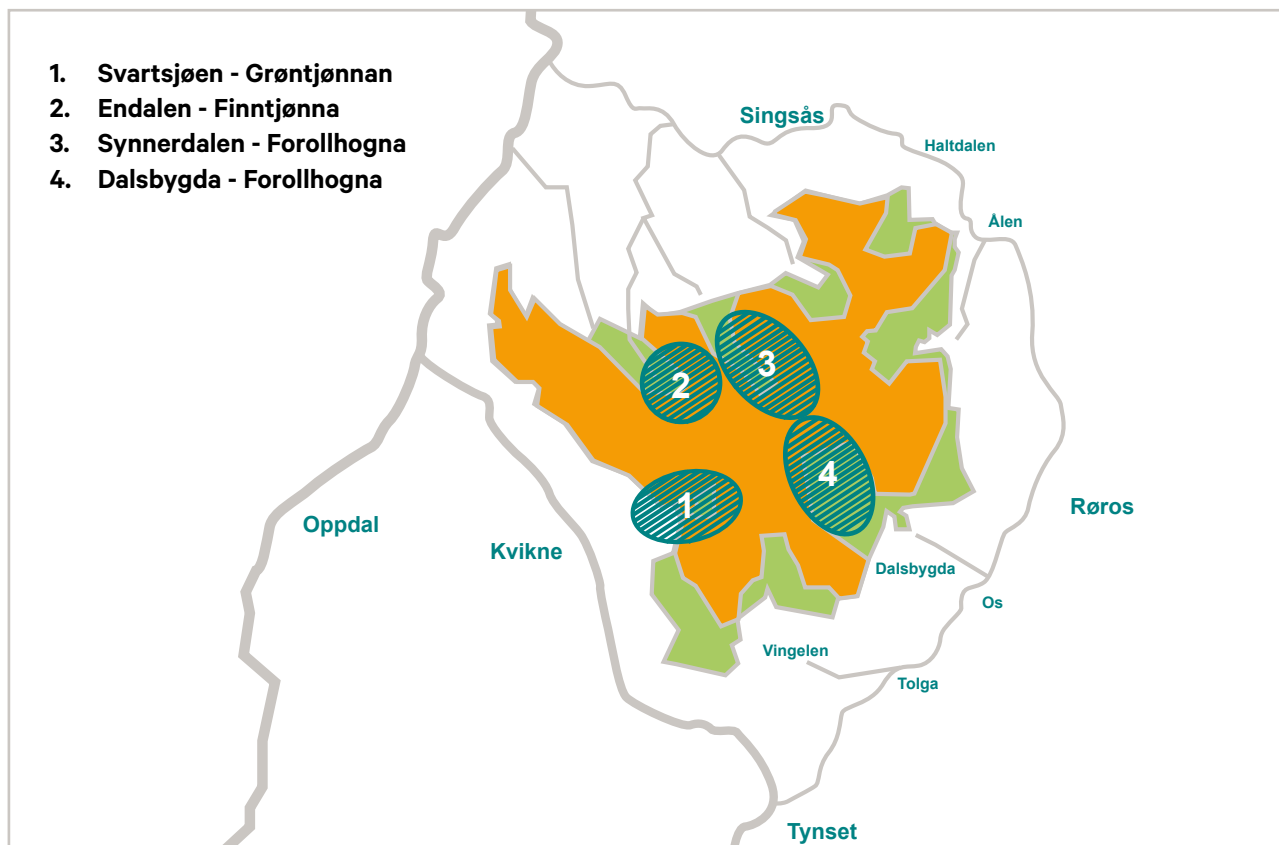 1. Svartsjøen - Grøntjønnan
2. Endalen - Finntjønna
3. Synnerdalen - Forollhogna
4. Dalsbygda - Forollhogna
Singsås
Haltdalen
Ålen
3
2
4
1
Oppdal
Røros
Kvikne
Dalsbygda
Os
Vingelen
Tolga
Tynset